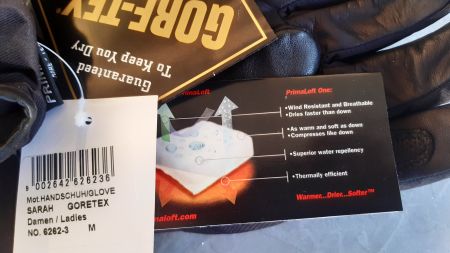 GORE-TEX
Guaranteed
To Keep You Dry
PrimaLoft
PrimaLoft One:
•Wind Resistant and Breathable
•Dries faster than down
•As warm and soft as down
•Compresses like down
•Superior water repellency
•Thermally efficient
Warmer...Drier...Softer™
maloft.com
9 002642 626236
Mot.HANDSCHUH/GLOVE
SARAH GORETEX
Damen / Ladies
NO. 6262-3 M